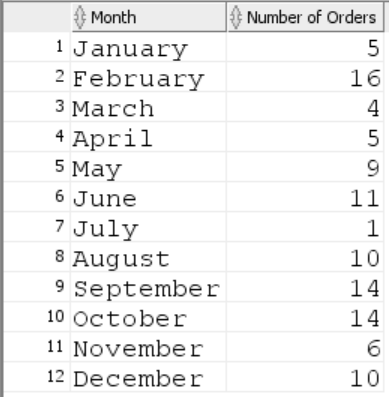 Month Number of Orders
1 January 5
2 February 16
3 March 4
4 April 5
5 May 9
6 June 11
7 July 1
8 August 10
9 September 14
10 October 14
11 November 6
12 December 10